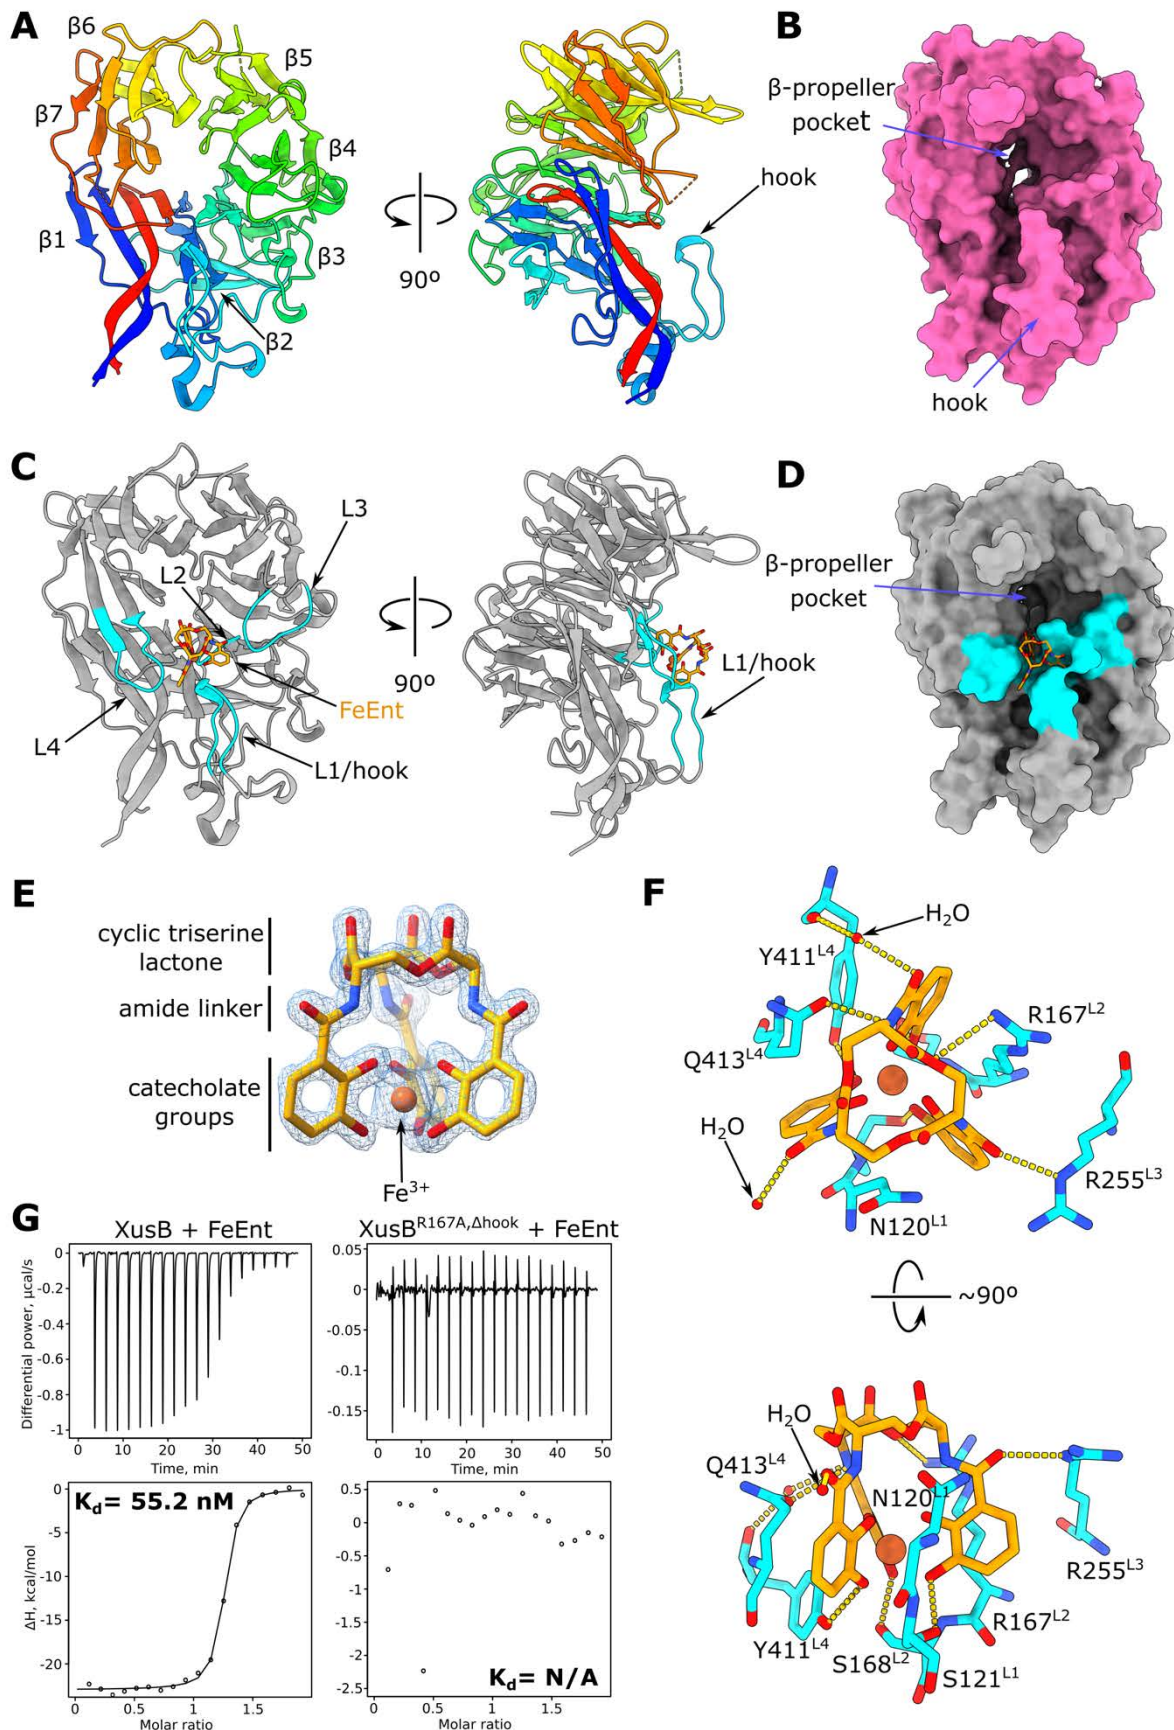 A
β6
β5
β7
β4
β1
β3
β2
90º
hook
B
β-propeller
pocket
hook
C
L3
L2
FeEnt
L4
L1/hook
90º
L1/hook
D
β-propeller
pocket
E
cyclic triserine
lactone
amide linker
catecholate
groups
Fe³⁺
F
H₂O
Y411ᴸ⁴
R167ᴸ²
Q413ᴸ⁴
H₂O
R255ᴸ³
N120ᴸ¹
~90º
H₂O
Q413ᴸ⁴
N120ᴸ¹
R255ᴸ³
R167ᴸ²
Y411ᴸ⁴
S168ᴸ²
S121ᴸ¹
G
XusB + FeEnt
Differential power, µcal/s
0
-0.2
-0.4
-0.6
-0.8
-1
0 10 20 30 40 50
Time, min
XusBR167A,Δhook + FeEnt
0.05
0
-0.05
-0.1
-0.15
0 10 20 30 40 50
Time, min
K_d= 55.2 nM
ΔH, kcal/mol
0
-5
-10
-15
-20
0 0.5 1 1.5
Molar ratio
0.5
0
-0.5
-1
-1.5
-2
-2.5
K_d= N/A
0 0.5 1 1.5
Molar ratio